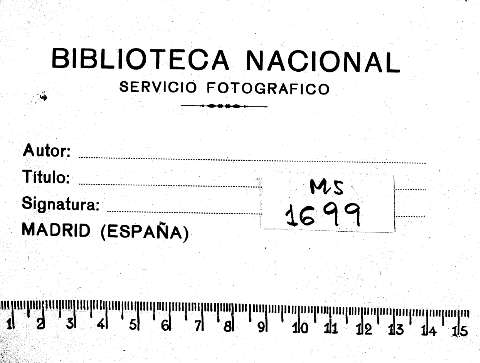 BIBLIOTECA NACIONAL
SERVICIO FOTOGRAFICO
Autor:
Título:
Signatura:
MS
1699
MADRID (ESPAÑA)
1 2 3 4 5 6 7 8 9 10 11 12 13 14 15